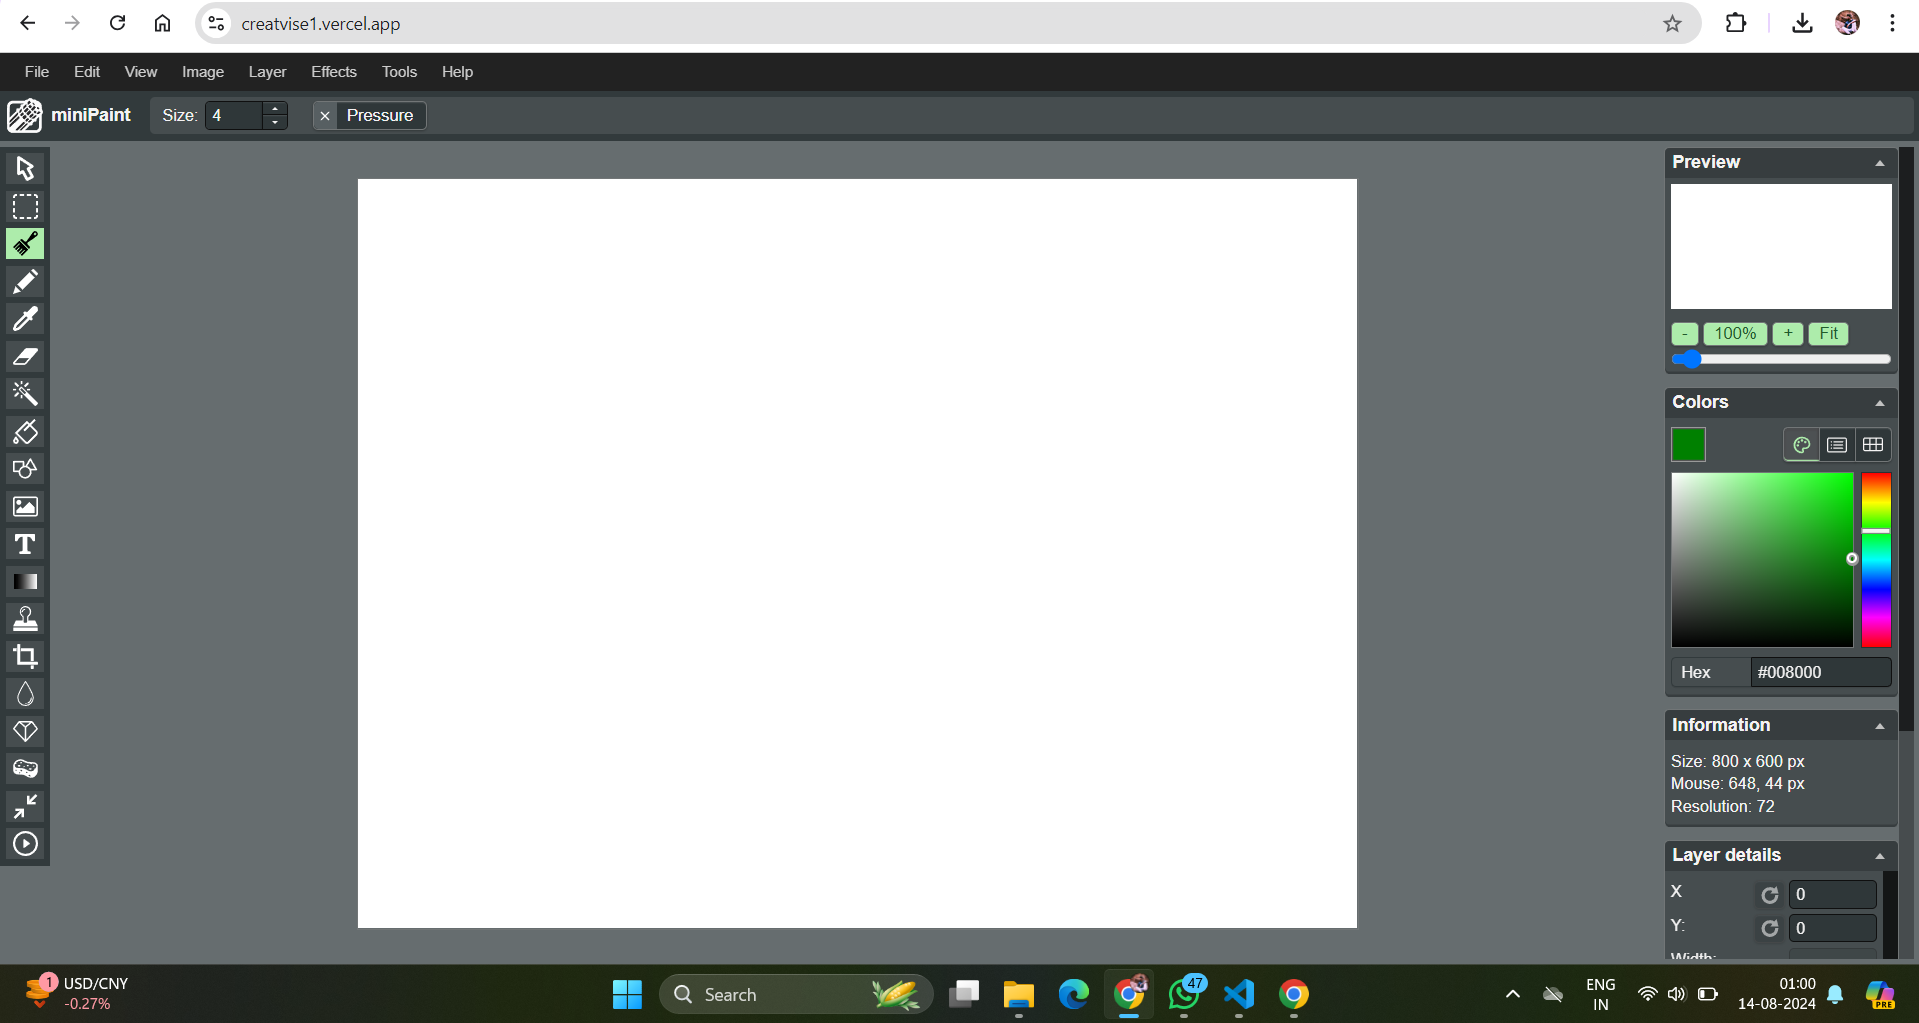 creatvise1.vercel.app
File Edit View Image Layer Effects Tools Help
miniPaint Size: 4 × Pressure
Preview
- 100% + Fit
Colors
Hex #008000
Information
Size: 800 x 600 px
Mouse: 648, 44 px
Resolution: 72
Layer details
X 0
Y: 0
Width:
1 USD/CNY
-0.27%
Search
47
ENG
IN
01:00
14-08-2024
PRE